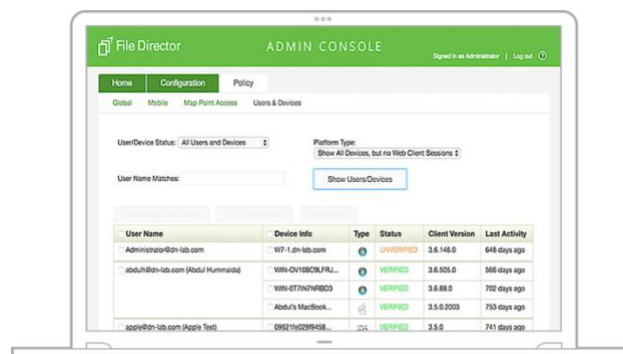 File Director
ADMIN CONSOLE
Signed in as Administrator | Log out ?
Home Configuration Policy
Global Mobile Map Point Access Users & Devices
User/Device Status: All Users and Devices
Platform Type:
Show All Devices, but no Web Client Sessions
User Name Matches:
Show Users/Devices
User Name Device Info Type Status Client Version Last Activity
Administrator@dn-lab.com W7-1.dn-lab.com UNVERIFIED 3.6.146.0 648 days ago
abdulh@dn-lab.com (Abdul Hummaida) WIN-OV108C9LFRJ... VERIFIED 3.6.505.0 566 days ago
WIN-0T7IN7NRBD3 VERIFIED 3.6.88.0 702 days ago
Abdul's MacBook... VERIFIED 3.5.0.2003 753 days ago
apple@dn-lab.com (Apple Test) 09821fe029f9458... iOS VERIFIED 3.5.0 741 days ago